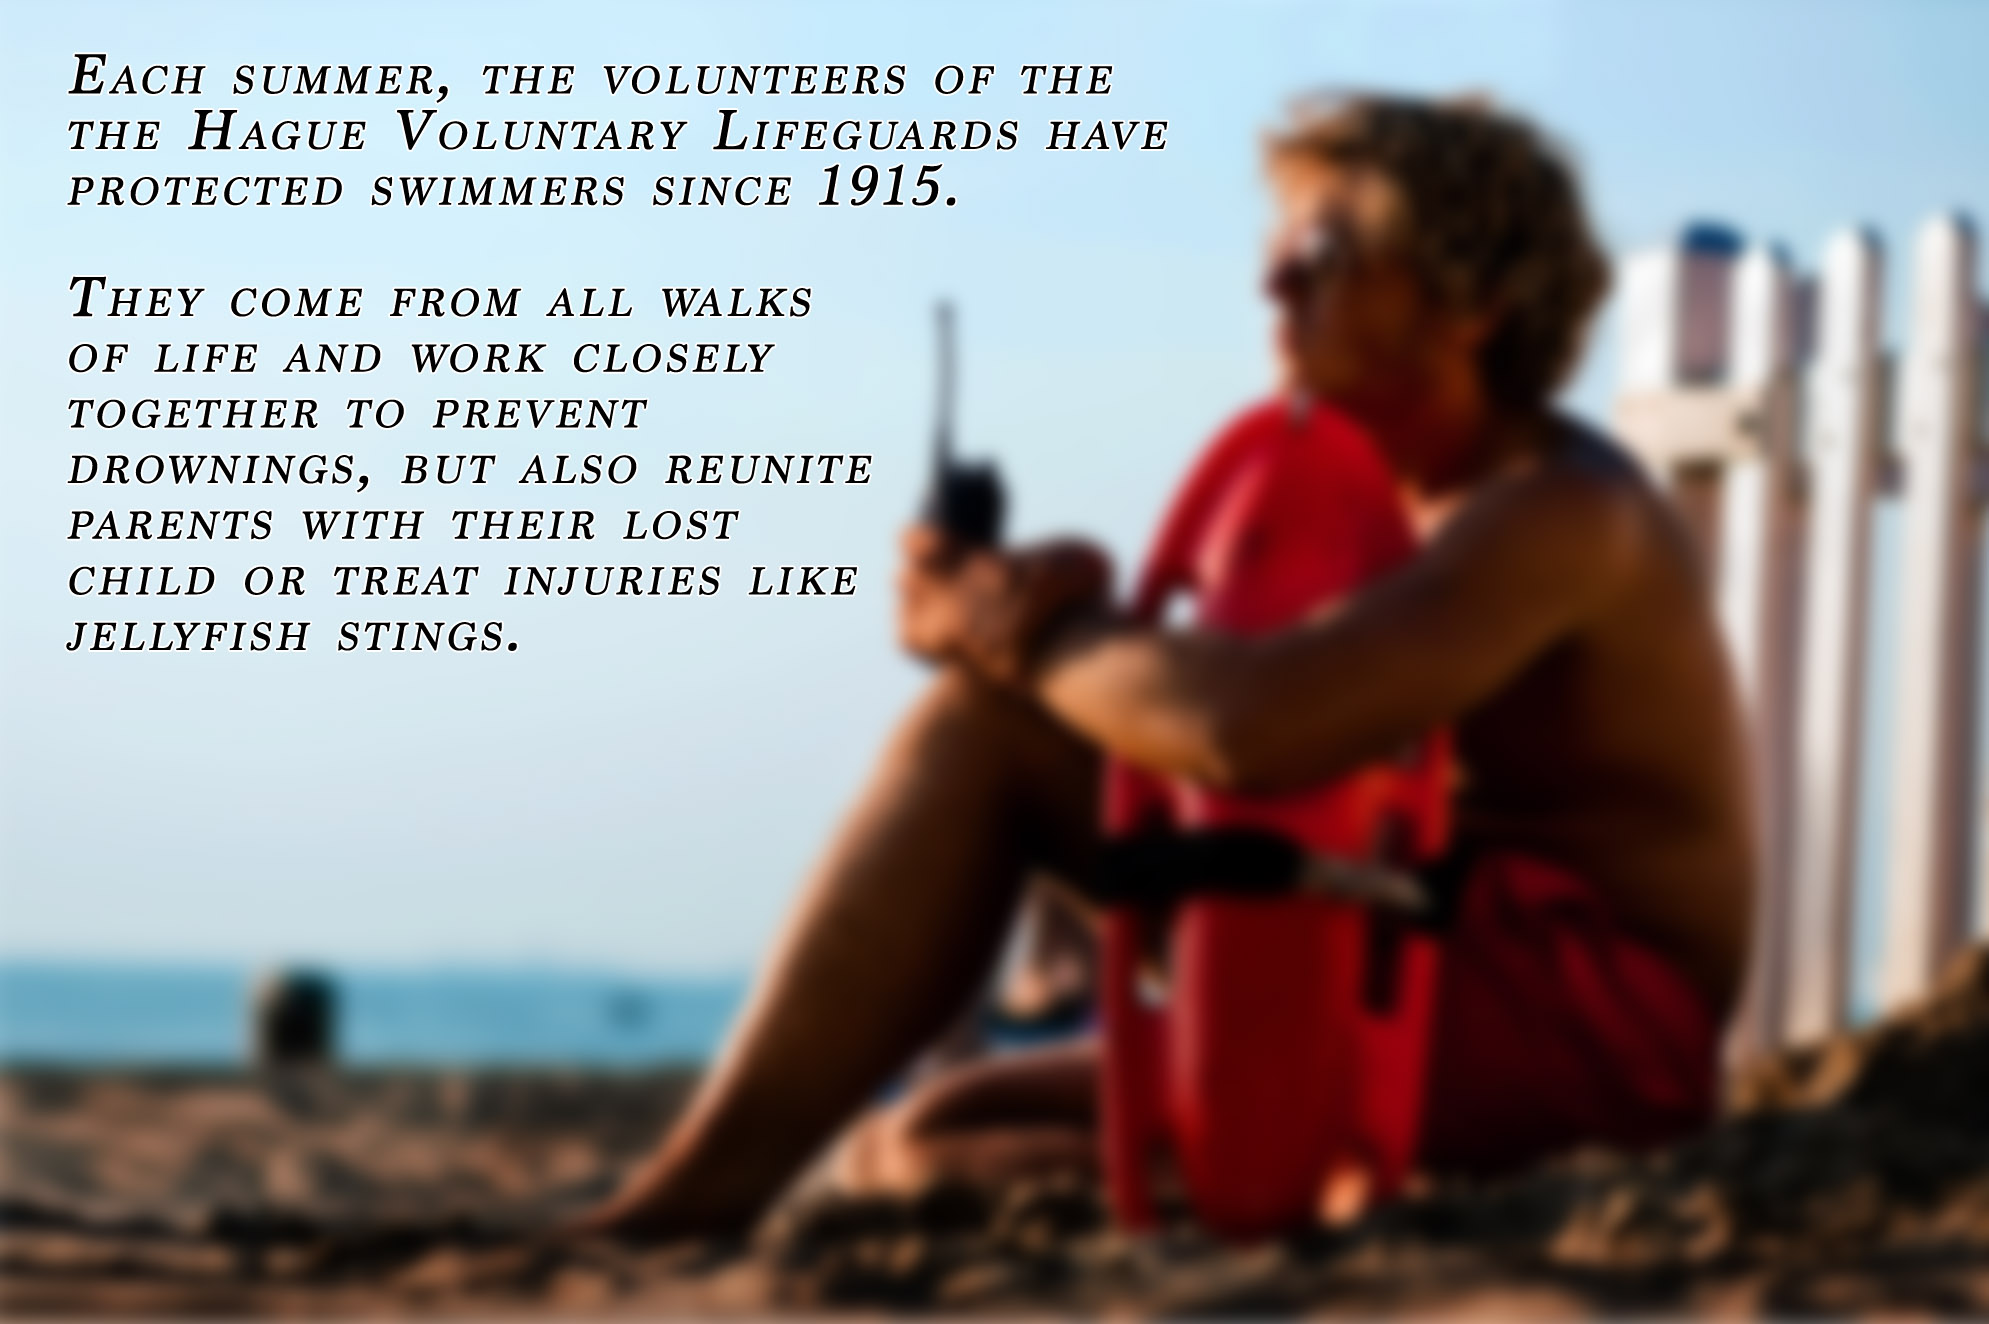 Each summer, the volunteers of the
the Hague Voluntary Lifeguards have
protected swimmers since 1915.
They come from all walks
of life and work closely
together to prevent
drownings, but also reunite
parents with their lost
child or treat injuries like
jellyfish stings.